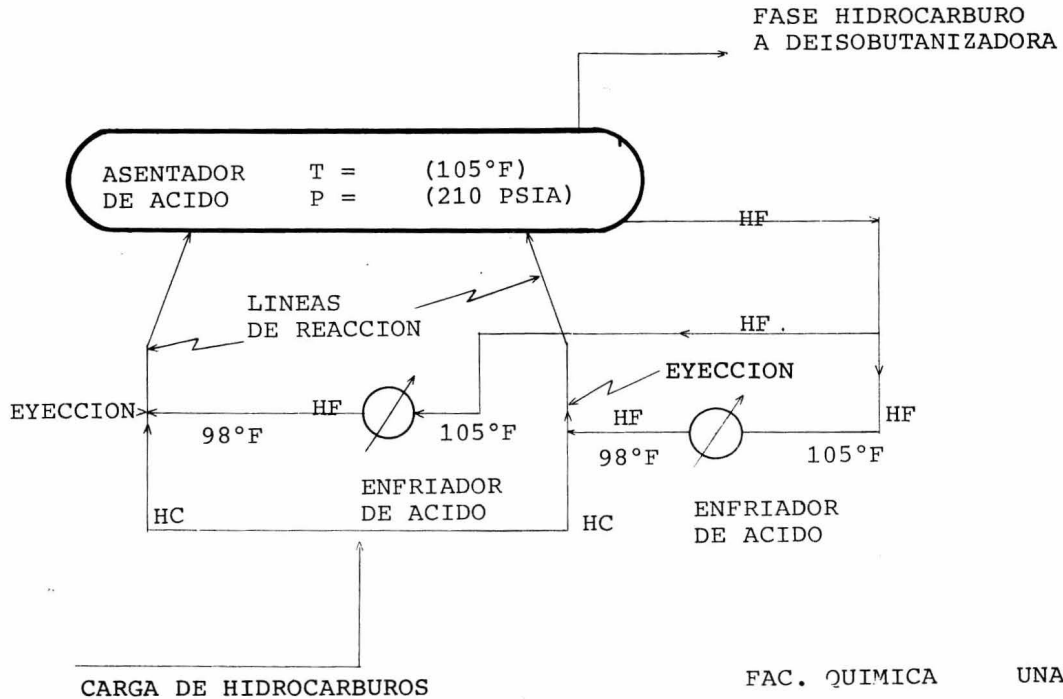 FASE HIDROCARBURO
A DEISOBUTANIZADORA
ASENTADOR T = (105°F)
DE ACIDO P = (210 PSIA)
HF
LINEAS
DE REACCION
HF.
EYECCION
EYECCION
HF
HF
HF
98°F
105°F
98°F
105°F
ENFRIADOR
DE ACIDO
ENFRIADOR
DE ACIDO
HC
HC
CARGA DE HIDROCARBUROS
FAC. QUIMICA UNA